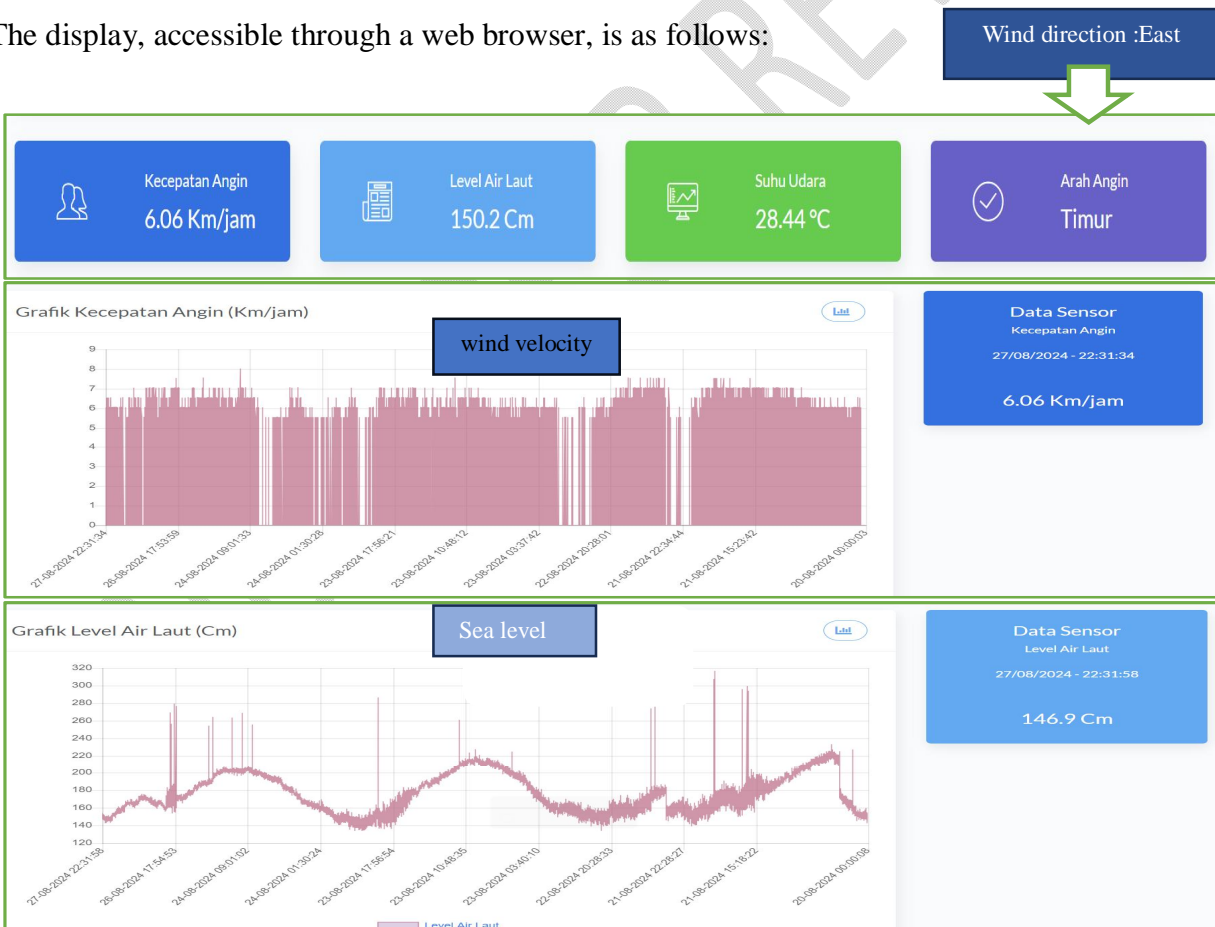 The display, accessible through a web browser, is as follows:
Wind direction :East
Kecepatan Angin
6.06 Km/jam
Level Air Laut
150.2 Cm
Suhu Udara
28.44 ºC
Arah Angin
Timur
Grafik Kecepatan Angin (Km/jam)
wind velocity
9
8
7
6
5
4
3
2
1
0
27-08-2024 22:31:34
26-08-2024 17:53:59
24-08-2024 09:01:33
24-08-2024 01:30:28
23-08-2024 17:56:21
23-08-2024 10:48:12
23-08-2024 03:37:42
22-08-2024 20:28:01
21-08-2024 22:34:44
21-08-2024 15:23:42
20-08-2024 00:00:03
Data Sensor
Kecepatan Angin
27/08/2024 - 22:31:34
6.06 Km/jam
Grafik Level Air Laut (Cm)
Sea level
320
300
280
260
240
220
200
180
160
140
120
27-08-2024 22:31:58
26-08-2024 17:54:53
24-08-2024 09:01:02
24-08-2024 01:30:24
23-08-2024 17:56:54
23-08-2024 10:48:35
23-08-2024 03:40:10
22-08-2024 20:28:33
21-08-2024 22:28:27
21-08-2024 15:18:22
20-08-2024 00:00:08
Level Air Laut
Data Sensor
Level Air Laut
27/08/2024 - 22:31:58
146.9 Cm